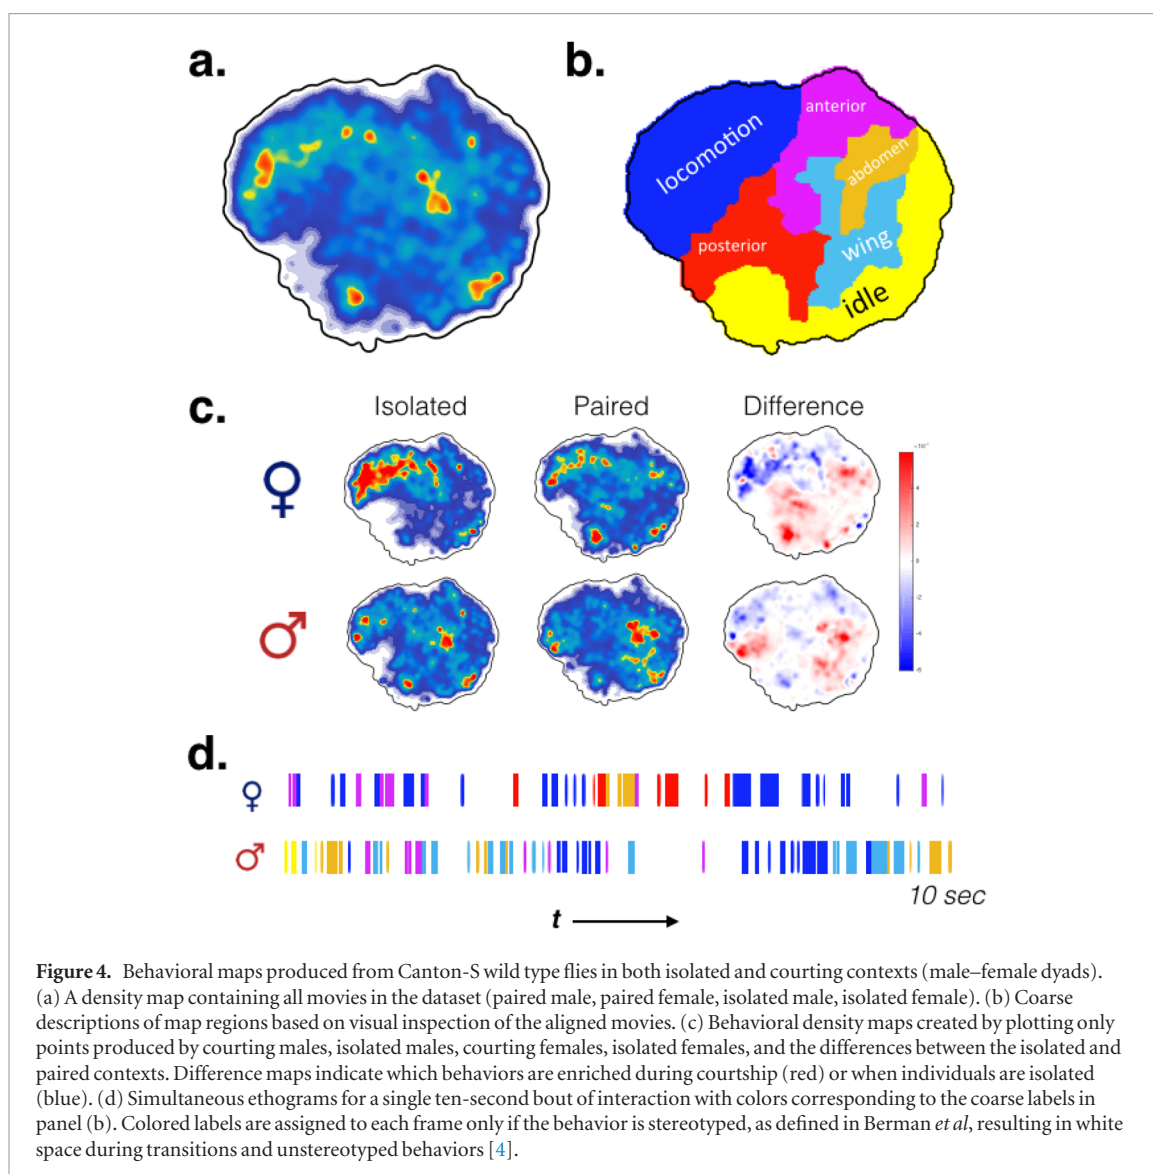 a.
b.
anterior
locomotion
abdomen
posterior
wing
idle
c.
Isolated Paired Difference
♀
♂
4
2
0
-2
-4
-6
d.
♀
♂
10 sec
t
Figure 4. Behavioral maps produced from Canton-S wild type flies in both isolated and courting contexts (male–female dyads).
(a) A density map containing all movies in the dataset (paired male, paired female, isolated male, isolated female). (b) Coarse
descriptions of map regions based on visual inspection of the aligned movies. (c) Behavioral density maps created by plotting only
points produced by courting males, isolated males, courting females, isolated females, and the differences between the isolated and
paired contexts. Difference maps indicate which behaviors are enriched during courtship (red) or when individuals are isolated
(blue). (d) Simultaneous ethograms for a single ten-second bout of interaction with colors corresponding to the coarse labels in
panel (b). Colored labels are assigned to each frame only if the behavior is stereotyped, as defined in Berman et al, resulting in white
space during transitions and unstereotyped behaviors [4].